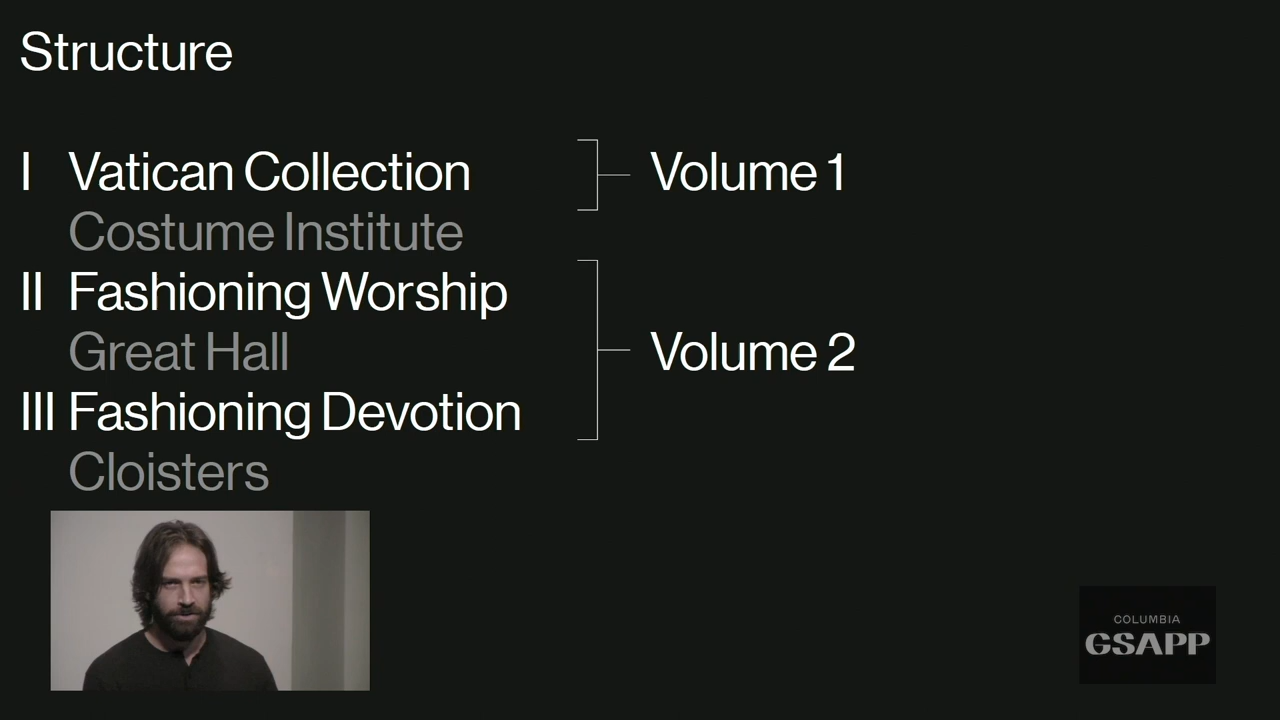 Structure
I Vatican Collection
Costume Institute
Volume 1
II Fashioning Worship
Great Hall
III Fashioning Devotion
Cloisters
Volume 2
COLUMBIA
GSAPP